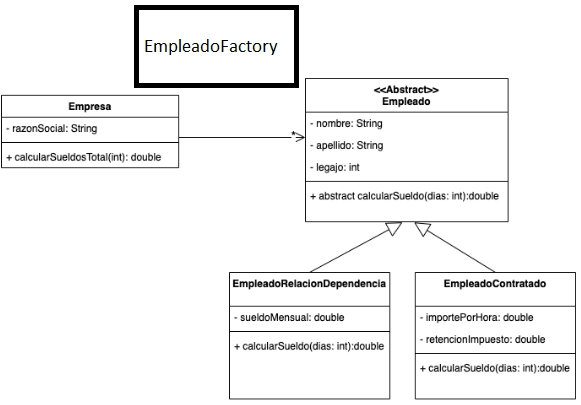 EmpleadoFactory
Empresa
- razonSocial: String
+ calcularSueldosTotal(int): double
*
<<Abstract>>
Empleado
- nombre: String
- apellido: String
- legajo: int
+ abstract calcularSueldo(dias: int):double
EmpleadoRelacionDependencia
- sueldoMensual: double
+ calcularSueldo(dias: int):double
EmpleadoContratado
- importePorHora: double
- retencionImpuesto: double
+ calcularSueldo(dias: int):double